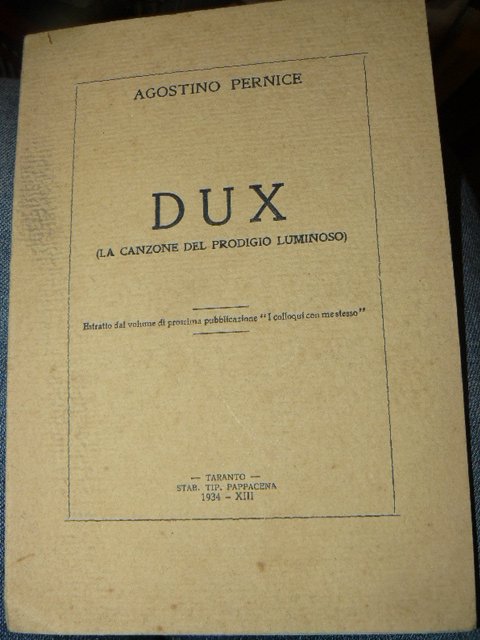 AGOSTINO PERNICE
DUX
(LA CANZONE DEL PRODIGIO LUMINOSO)
Estratto dal volume di prossima pubblicazione "I colloqui con me stesso"
— TARANTO —
STAB. TIP. PAPPACENA
1934 - XIII